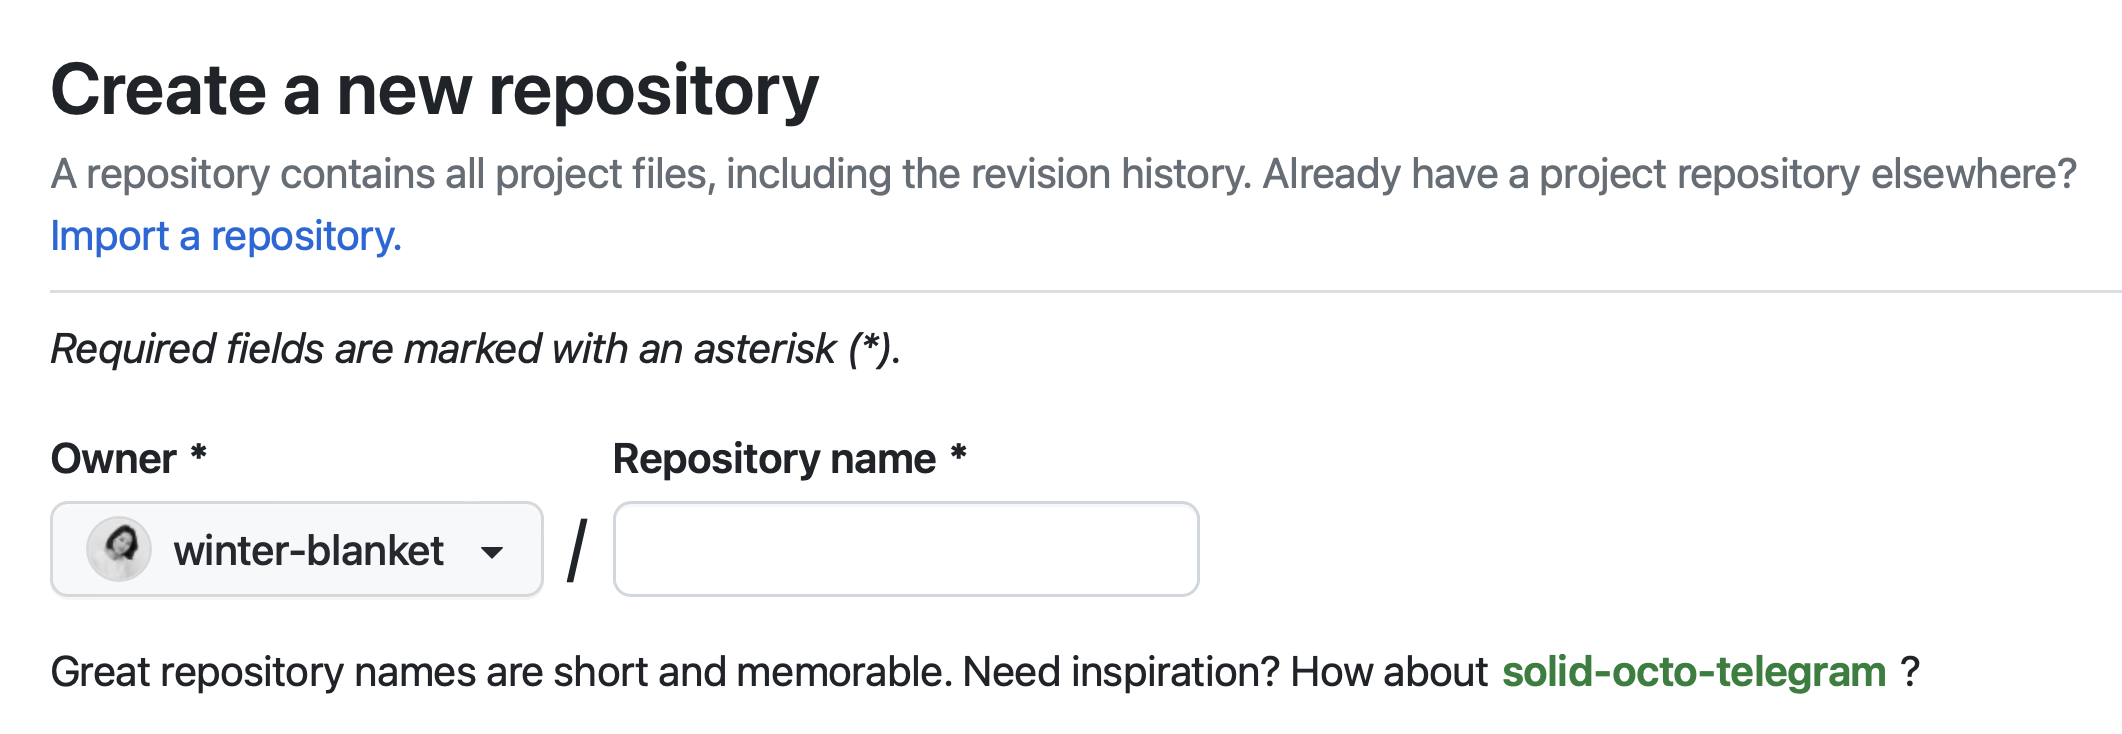 Create a new repository
A repository contains all project files, including the revision history. Already have a project repository elsewhere?
Import a repository.
Required fields are marked with an asterisk (*).
Owner * Repository name *
winter-blanket /
Great repository names are short and memorable. Need inspiration? How about solid-octo-telegram ?